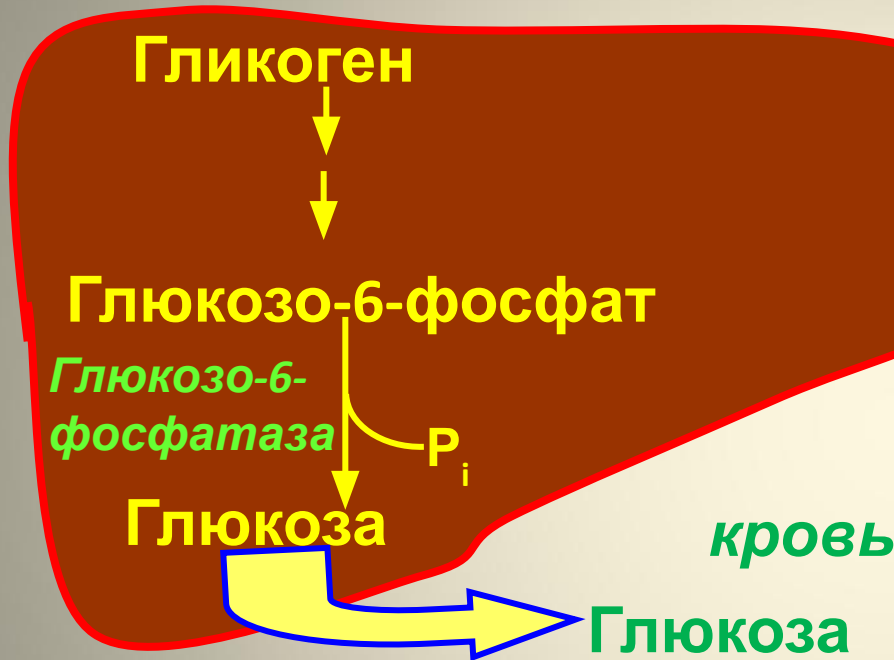 Гликоген
Глюкозо-6-фосфат
Глюкозо-6-
фосфатаза
Pi
Глюкоза
кровь
Глюкоза